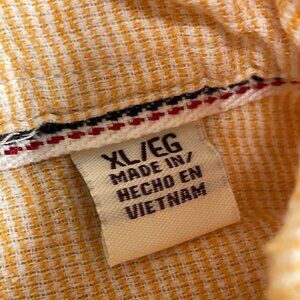 XL/EG
MADE IN/
HECHO EN
VIETNAM